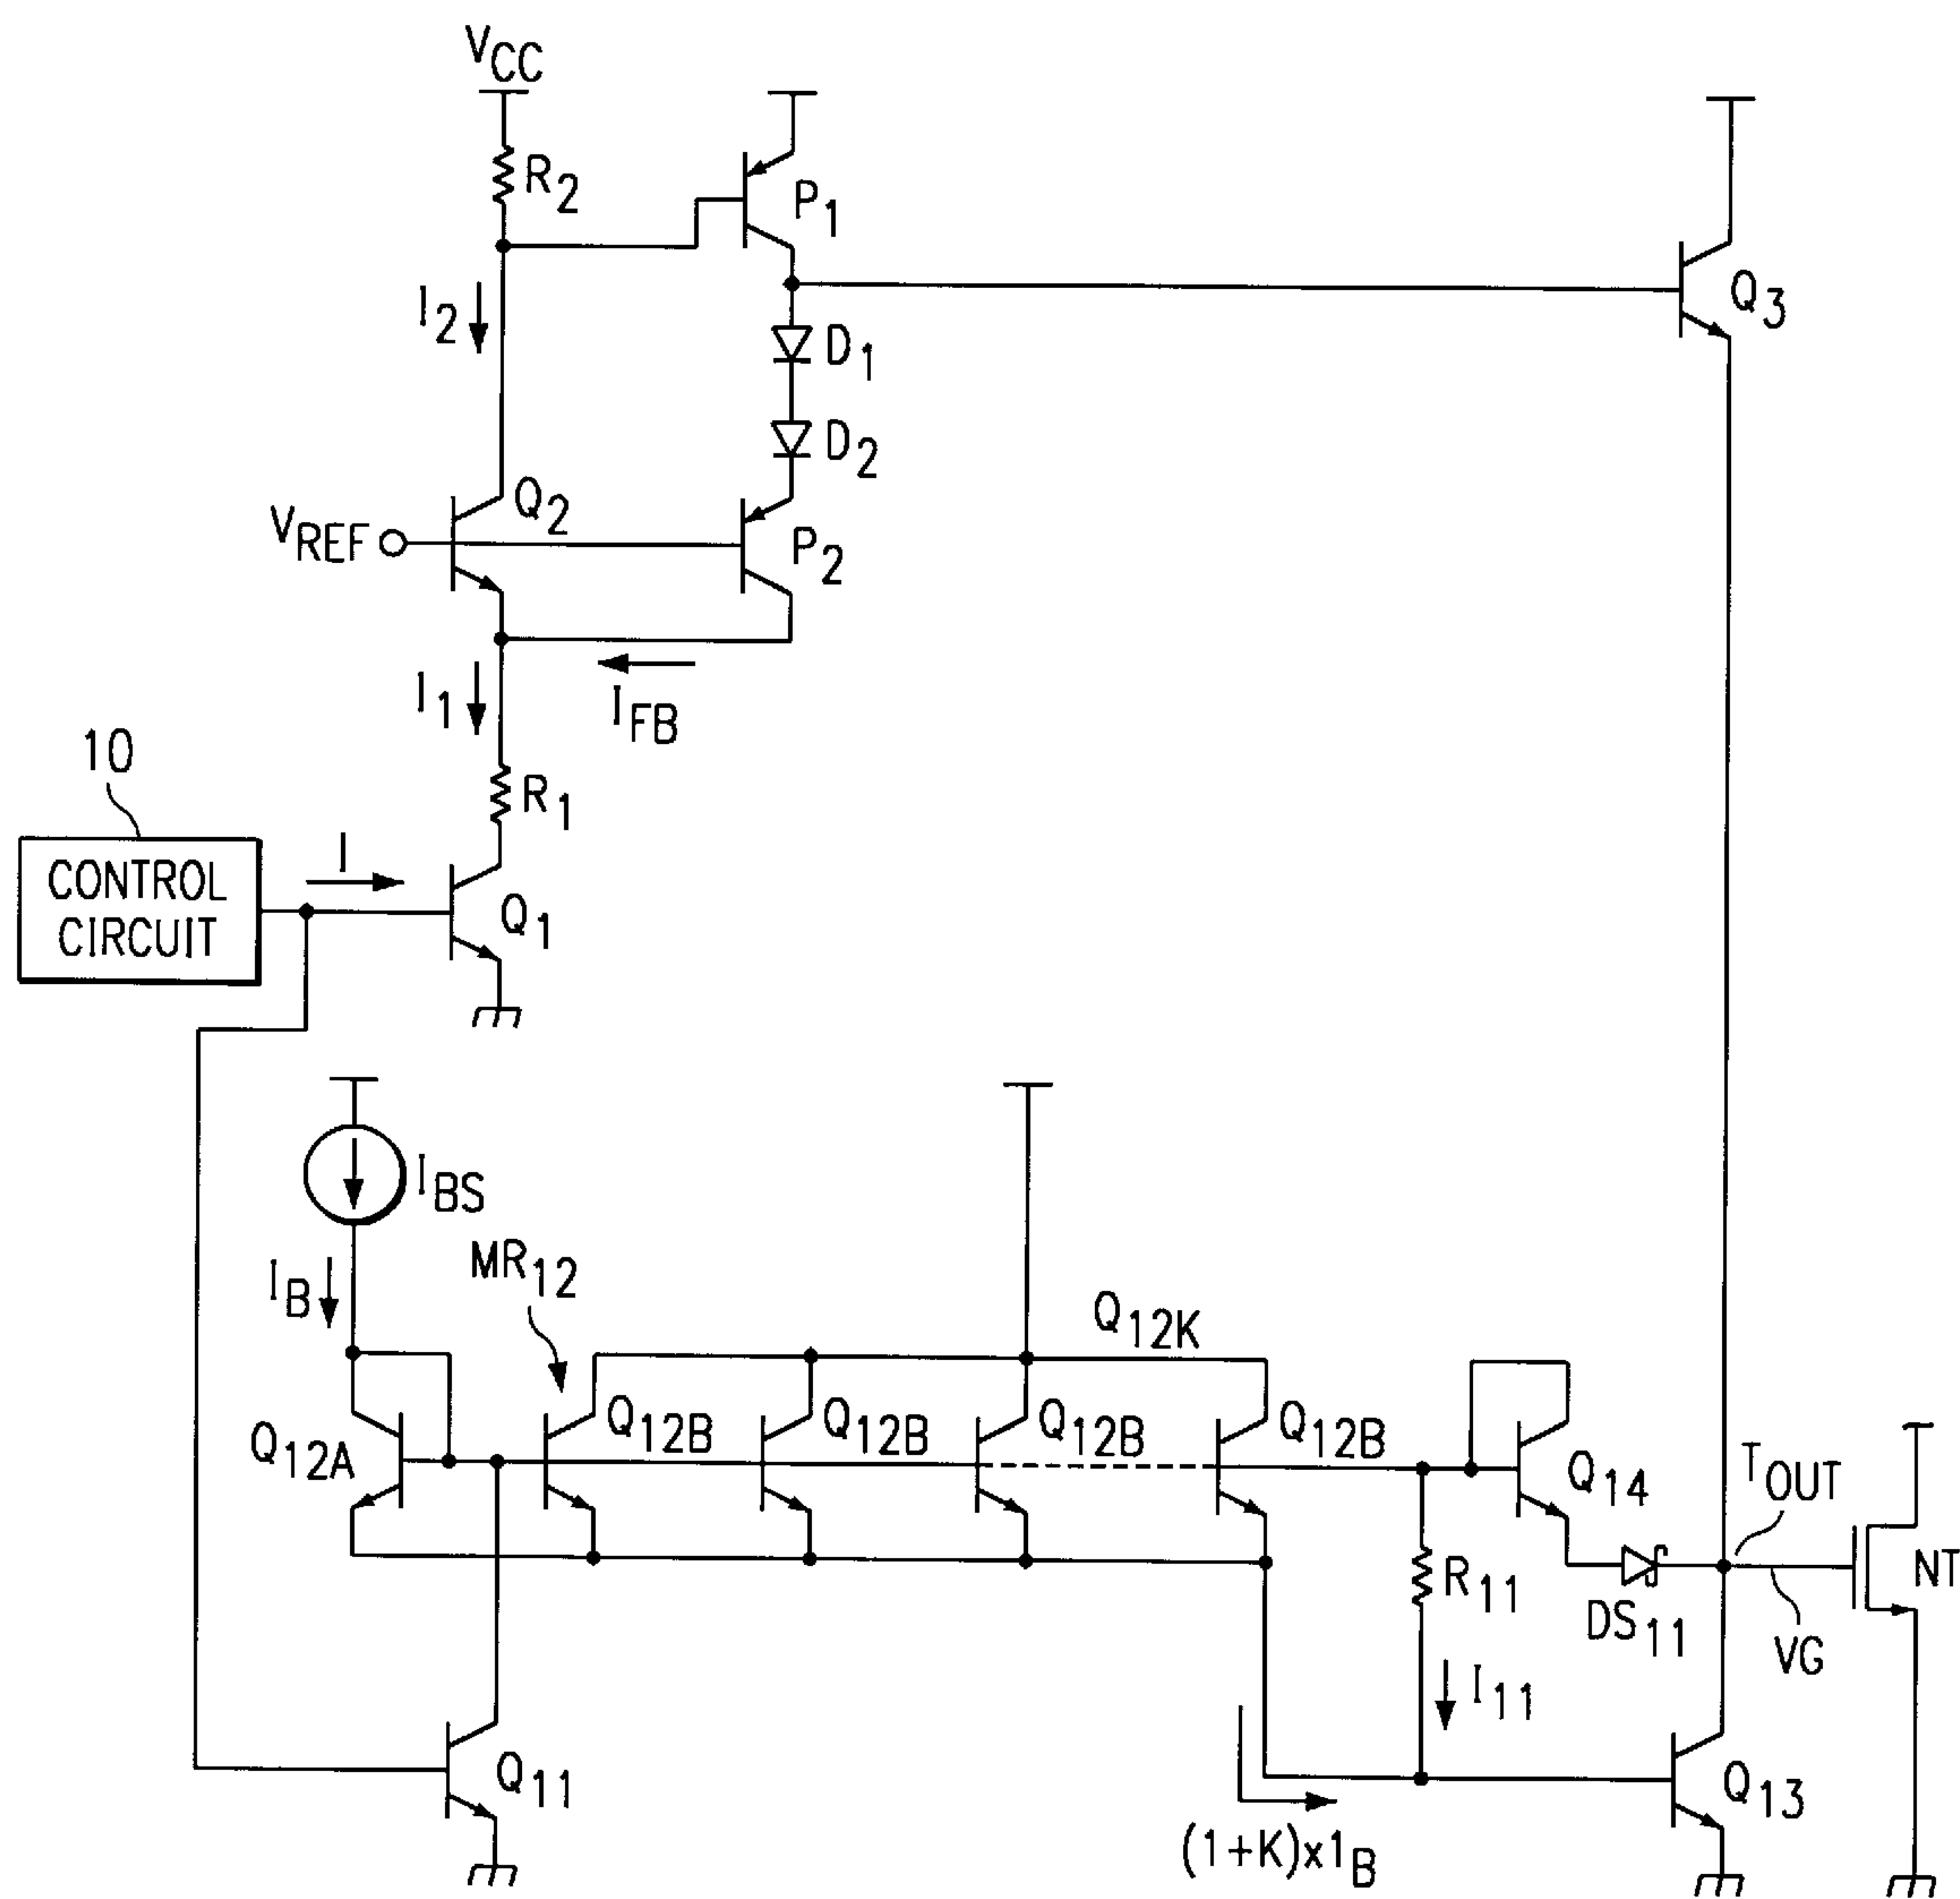 VCC
R2
P1
I2
Q3
D1
D2
Q2
VREF
P2
I1
IFB
10
R1
I
CONTROL
CIRCUIT
Q1
IBS
IB
MR12
Q12K
Q12A
Q12B
Q12B
Q12B
Q12B
Q14
TOUT
R11
DS11
NT
VG
I11
Q11
Q13
(1+K)x1B